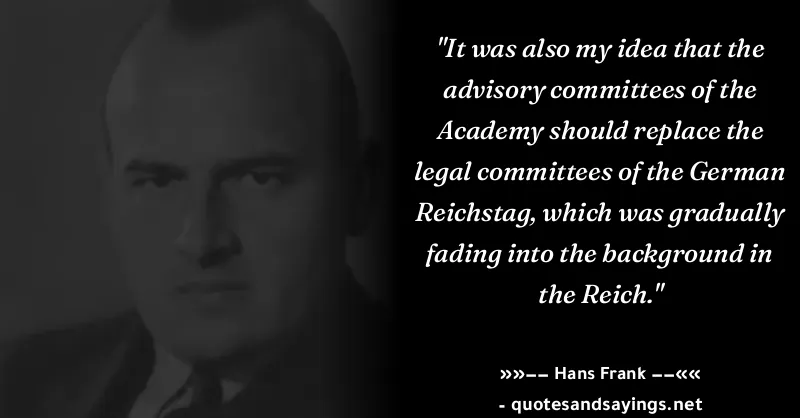 "It was also my idea that the
advisory committees of the
Academy should replace the
legal committees of the German
Reichstag, which was gradually
fading into the background in
the Reich."
»»—— Hans Frank ——««
- quotesandsayings.net